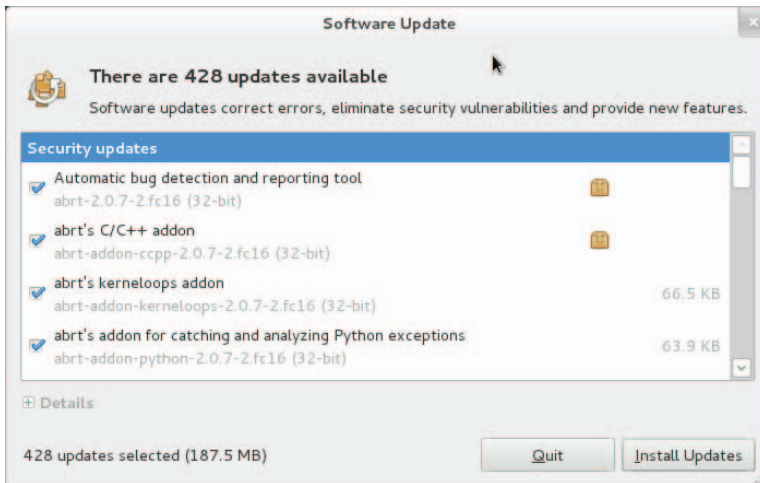 Software Update
There are 428 updates available
Software updates correct errors, eliminate security vulnerabilities and provide new features.
Security updates
Automatic bug detection and reporting tool
abrt-2.0.7-2.fc16 (32-bit)
abrt's C/C++ addon
abrt-addon-ccpp-2.0.7-2.fc16 (32-bit)
abrt's kerneloops addon
abrt-addon-kerneloops-2.0.7-2.fc16 (32-bit)
66.5 KB
abrt's addon for catching and analyzing Python exceptions
abrt-addon-python-2.0.7-2.fc16 (32-bit)
63.9 KB
Details
428 updates selected (187.5 MB)
Quit
Install Updates